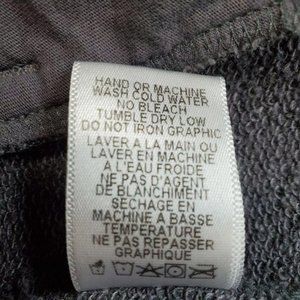 HAND OR MACHINE
WASH COLD WATER
NO BLEACH
TUMBLE DRY LOW
DO NOT IRON GRAPHIC
LAVER A LA MAIN OU
LAVER EN MACHINE
A L'EAU FROIDE
NE PAS D'AGENT
DE BLANCHIMENT
SECHAGE EN
MACHINE A BASSE
TEMPERATURE
NE PAS REPASSER
GRAPHIQUE